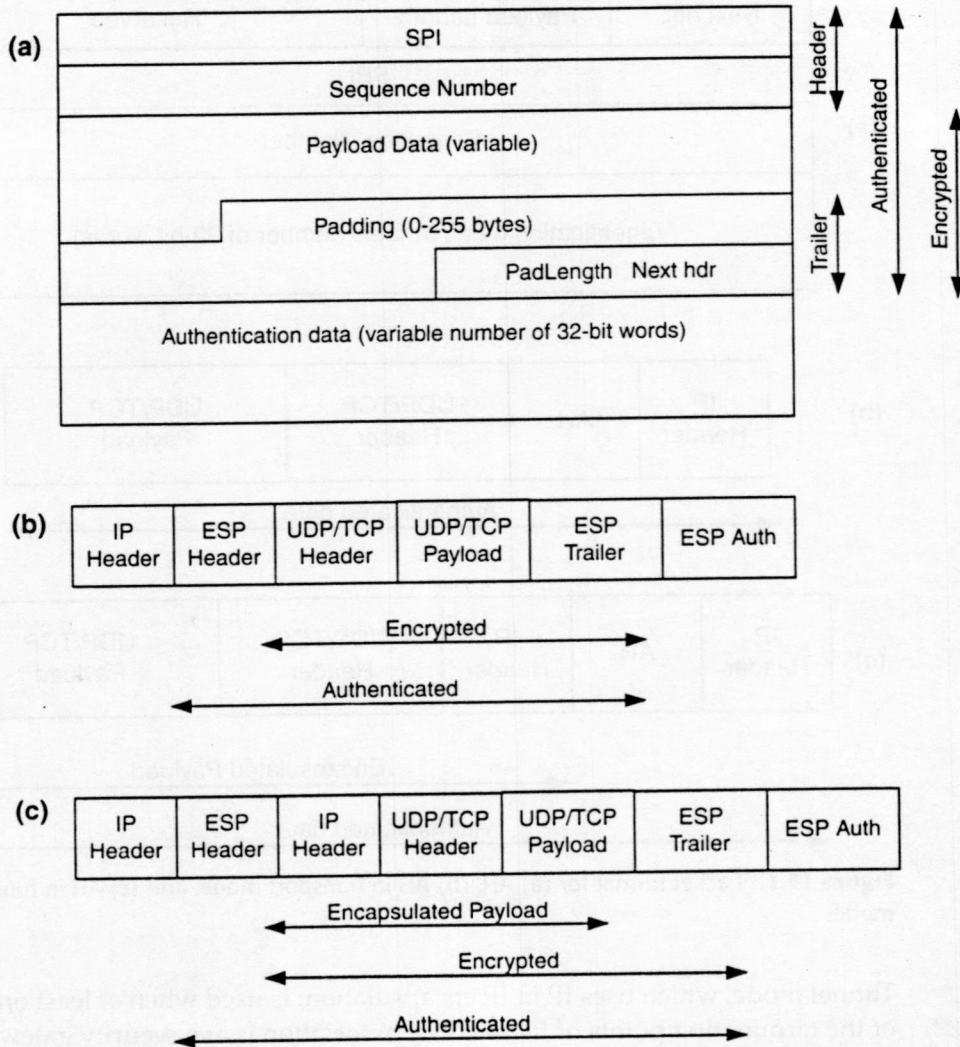 (a)
SPI
Sequence Number
Payload Data (variable)
Padding (0-255 bytes)
PadLength Next hdr
Authentication data (variable number of 32-bit words)
Header
Trailer
Authenticated
Encrypted
(b)
IP
Header
ESP
Header
UDP/TCP
Header
UDP/TCP
Payload
ESP
Trailer
ESP Auth
Encrypted
Authenticated
(c)
IP
Header
ESP
Header
IP
Header
UDP/TCP
Header
UDP/TCP
Payload
ESP
Trailer
ESP Auth
Encapsulated Payload
Encrypted
Authenticated